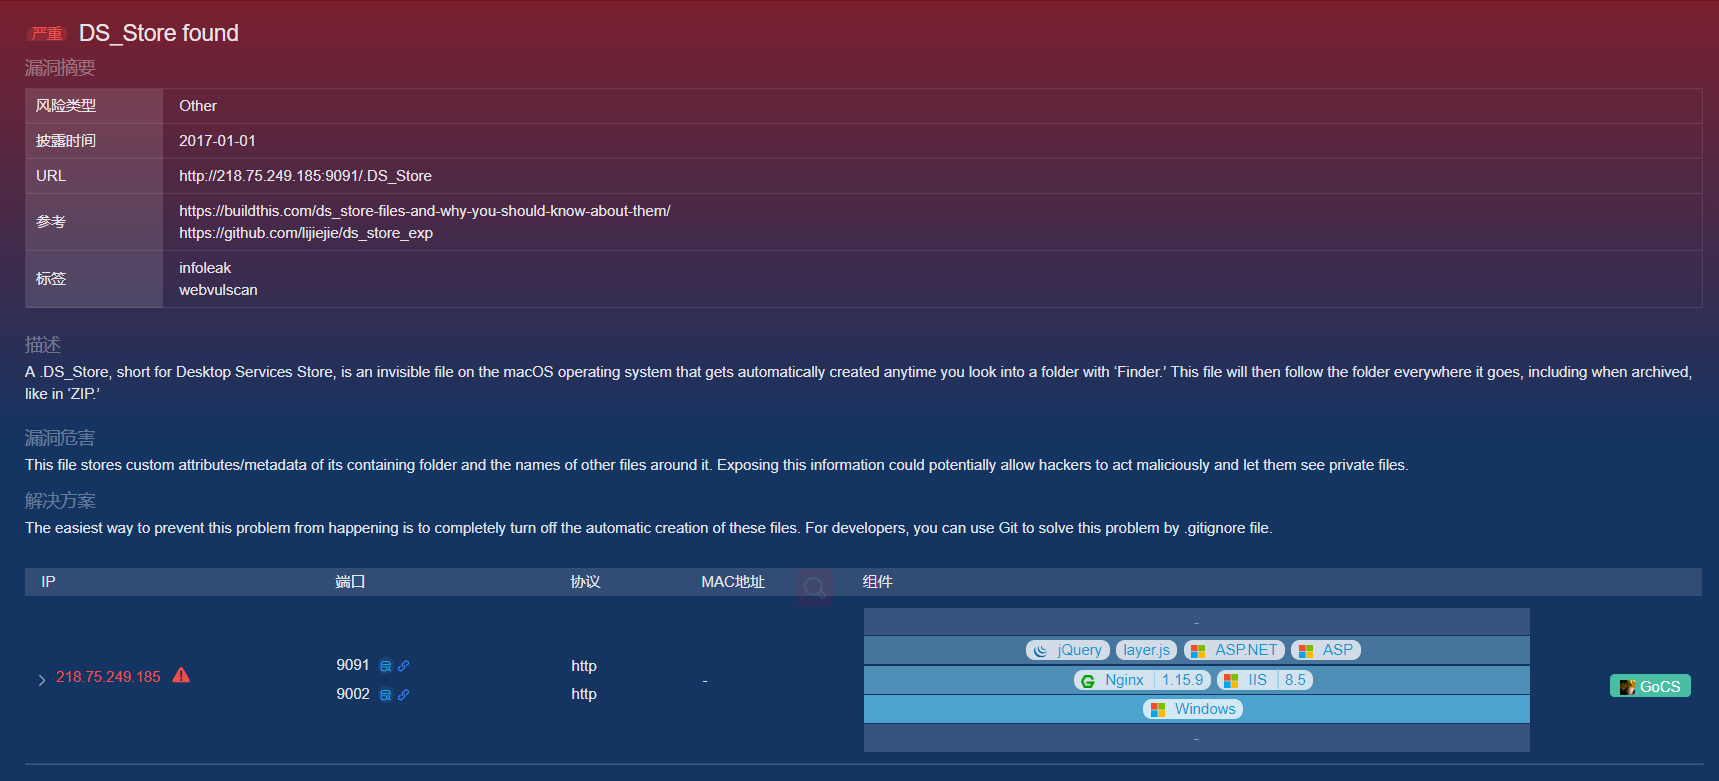 严重 DS_Store found
漏洞摘要
风险类型 Other
披露时间 2017-01-01
URL http://218.75.249.185:9091/.DS_Store
参考 https://buildthis.com/ds_store-files-and-why-you-should-know-about-them/
https://github.com/lijiejie/ds_store_exp
标签 infoleak
webvulscan
描述
A .DS_Store, short for Desktop Services Store, is an invisible file on the macOS operating system that gets automatically created anytime you look into a folder with ‘Finder.’ This file will then follow the folder everywhere it goes, including when archived,
like in ‘ZIP.’
漏洞危害
This file stores custom attributes/metadata of its containing folder and the names of other files around it. Exposing this information could potentially allow hackers to act maliciously and let them see private files.
解决方案
The easiest way to prevent this problem from happening is to completely turn off the automatic creation of these files. For developers, you can use Git to solve this problem by .gitignore file.
IP 端口 协议 MAC地址 组件
-
jQuery layer.js ASP.NET ASP
9091 http
218.75.249.185 - Nginx 1.15.9 IIS 8.5 GoCS
9002 http
Windows
-